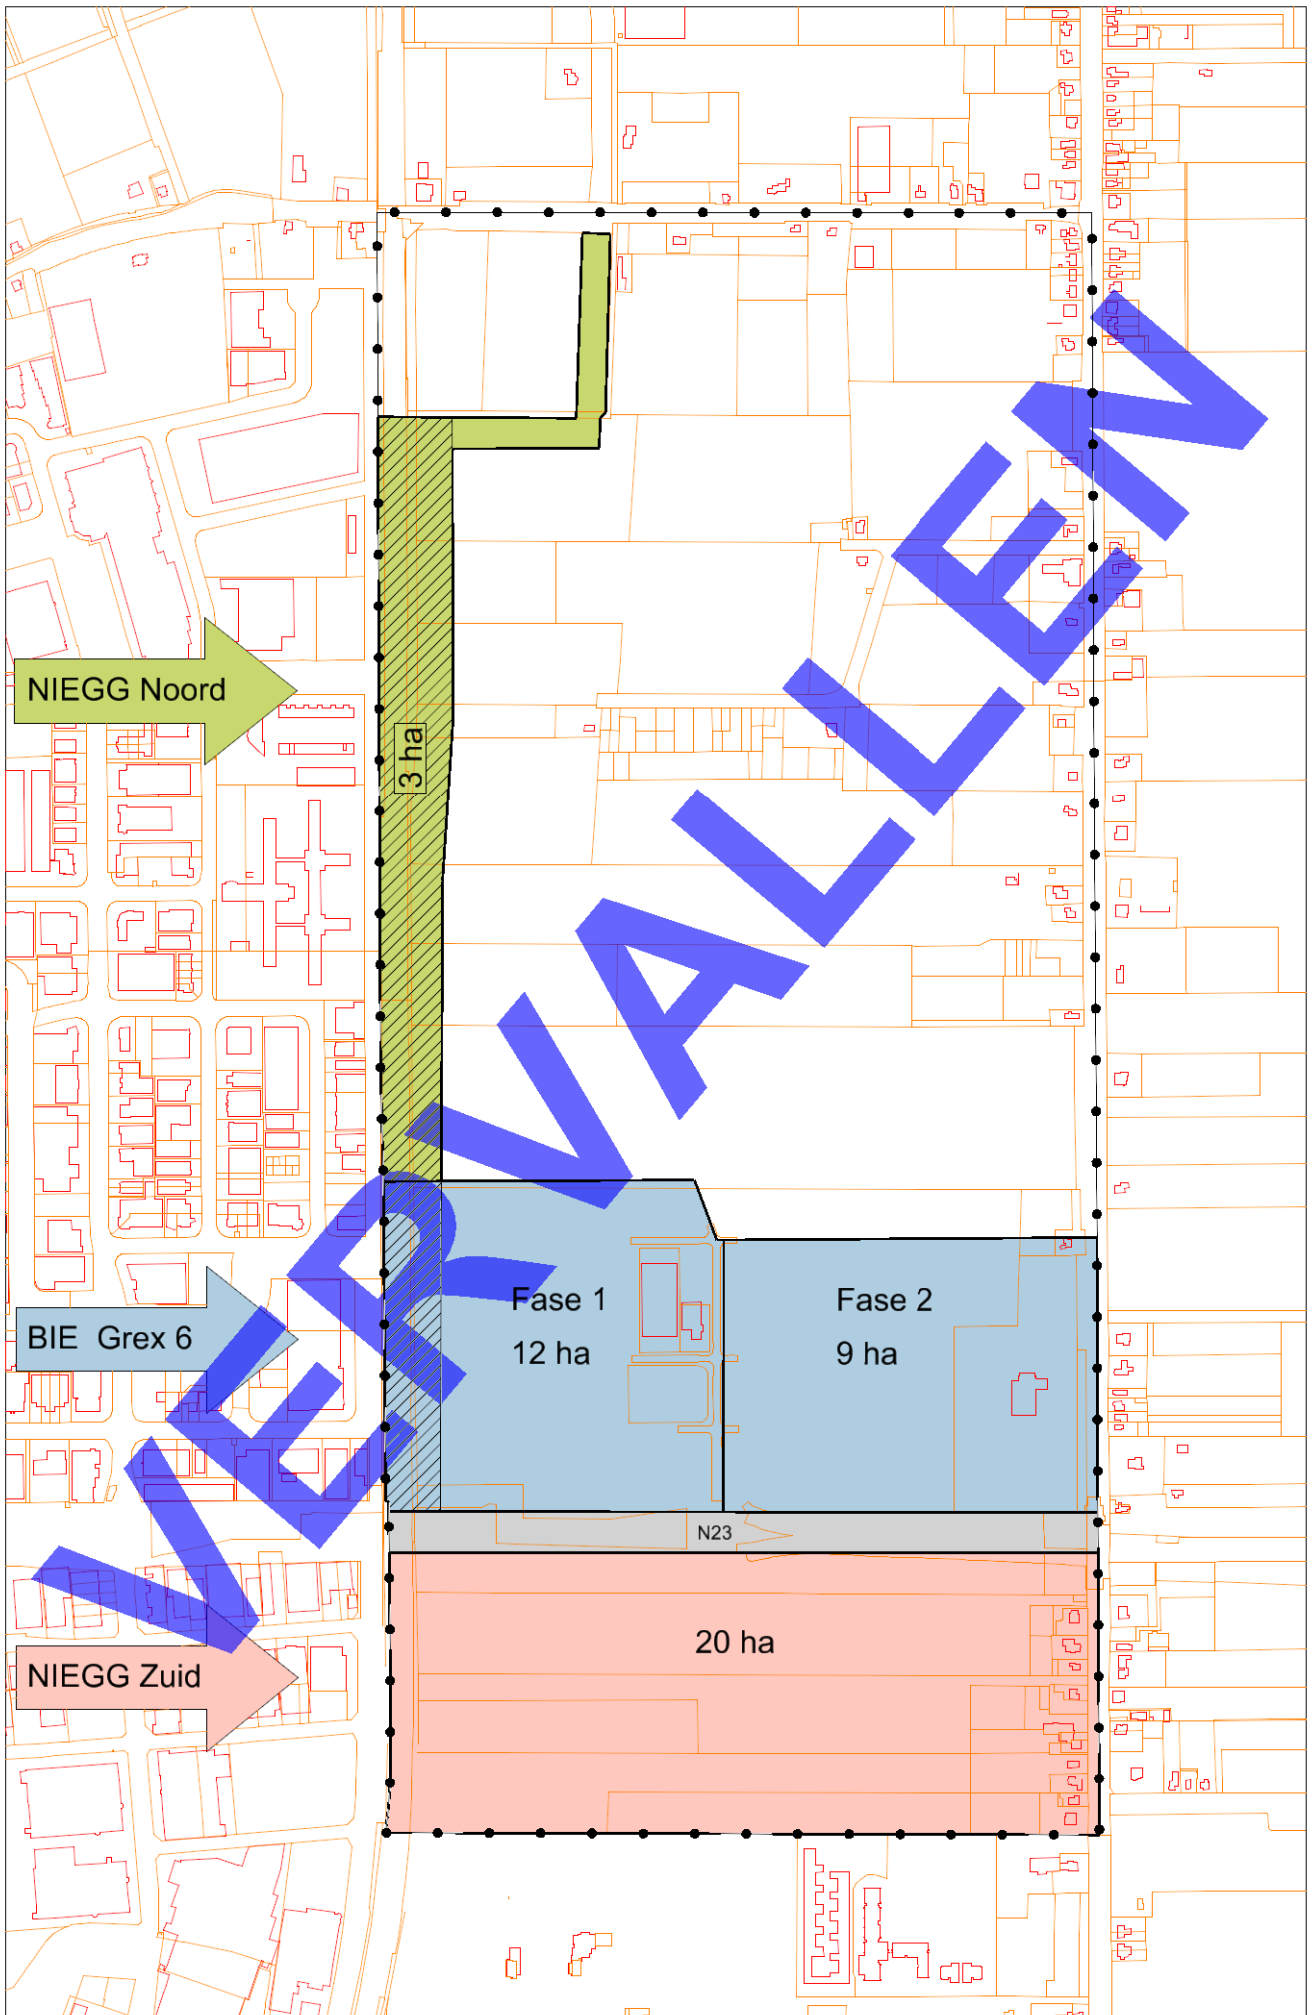 NIEGG Noord
3 ha
VERVALLEN
BIE Grex 6
Fase 1
12 ha
Fase 2
9 ha
N23
20 ha
NIEGG Zuid